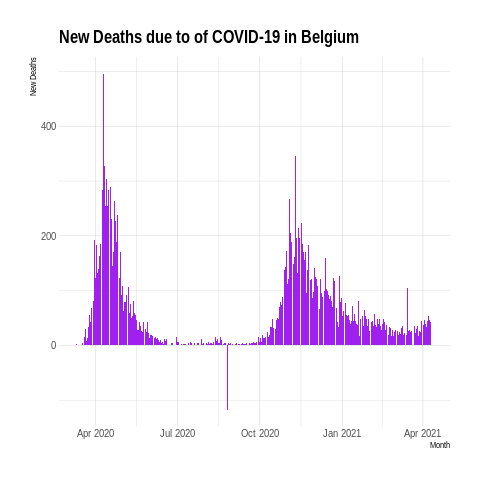 New Deaths due to of COVID-19 in Belgium
New Deaths
400
200
0
Apr 2020 Jul 2020 Oct 2020 Jan 2021 Apr 2021
Month